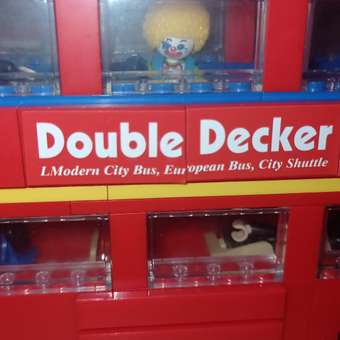 Double Decker
LModern City Bus, European Bus, City Shuttle